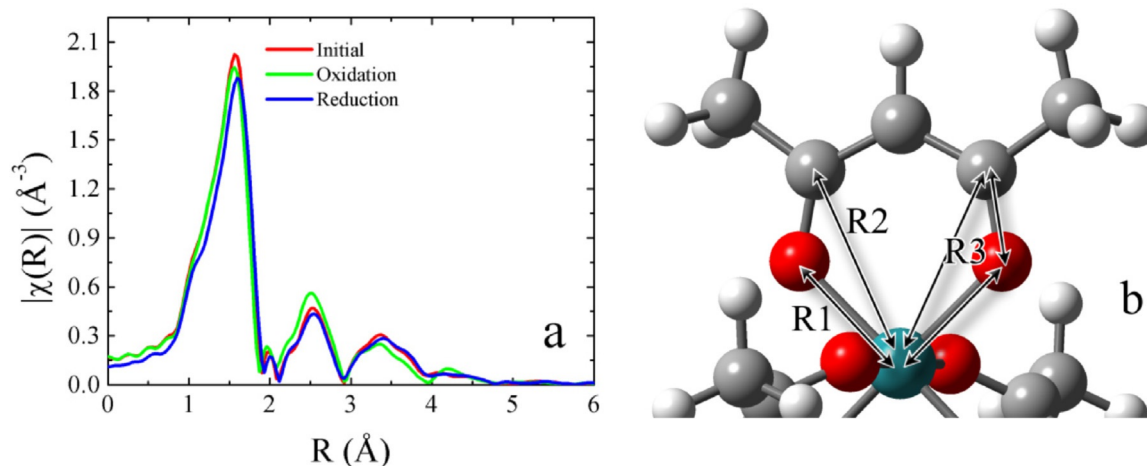 2.1
1.8
1.5
1.2
0.9
0.6
0.3
0.0
|χ(R)| (Å⁻³)
Initial
Oxidation
Reduction
a
0 1 2 3 4 5 6
R (Å)
R2
R3
R1
b